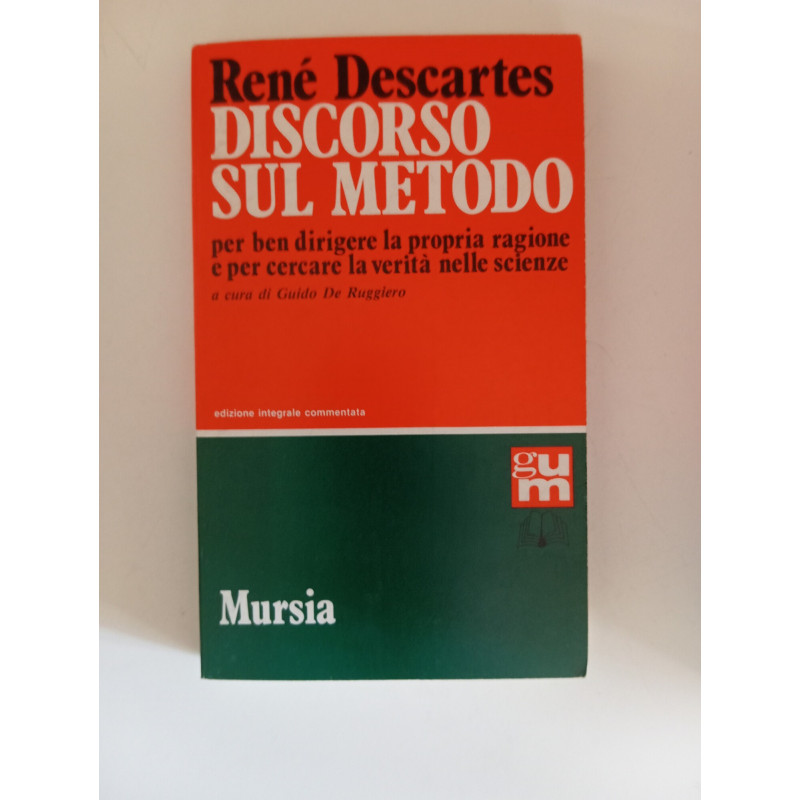 René Descartes
DISCORSO
SUL METODO
per ben dirigere la propria ragione
e per cercare la verità nelle scienze
a cura di Guido De Ruggiero
edizione integrale commentata
gum
Mursia